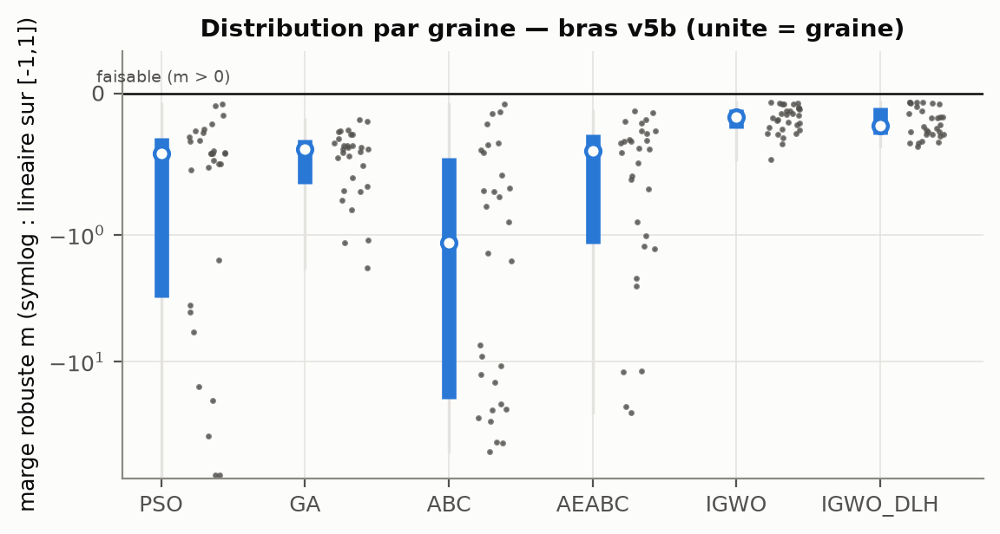 Distribution par graine — bras v5b (unite = graine)
marge robuste m (symlog : lineaire sur [-1,1])
faisable (m > 0)
0
−10⁰
−10¹
PSO
GA
ABC
AEABC
IGWO
IGWO_DLH